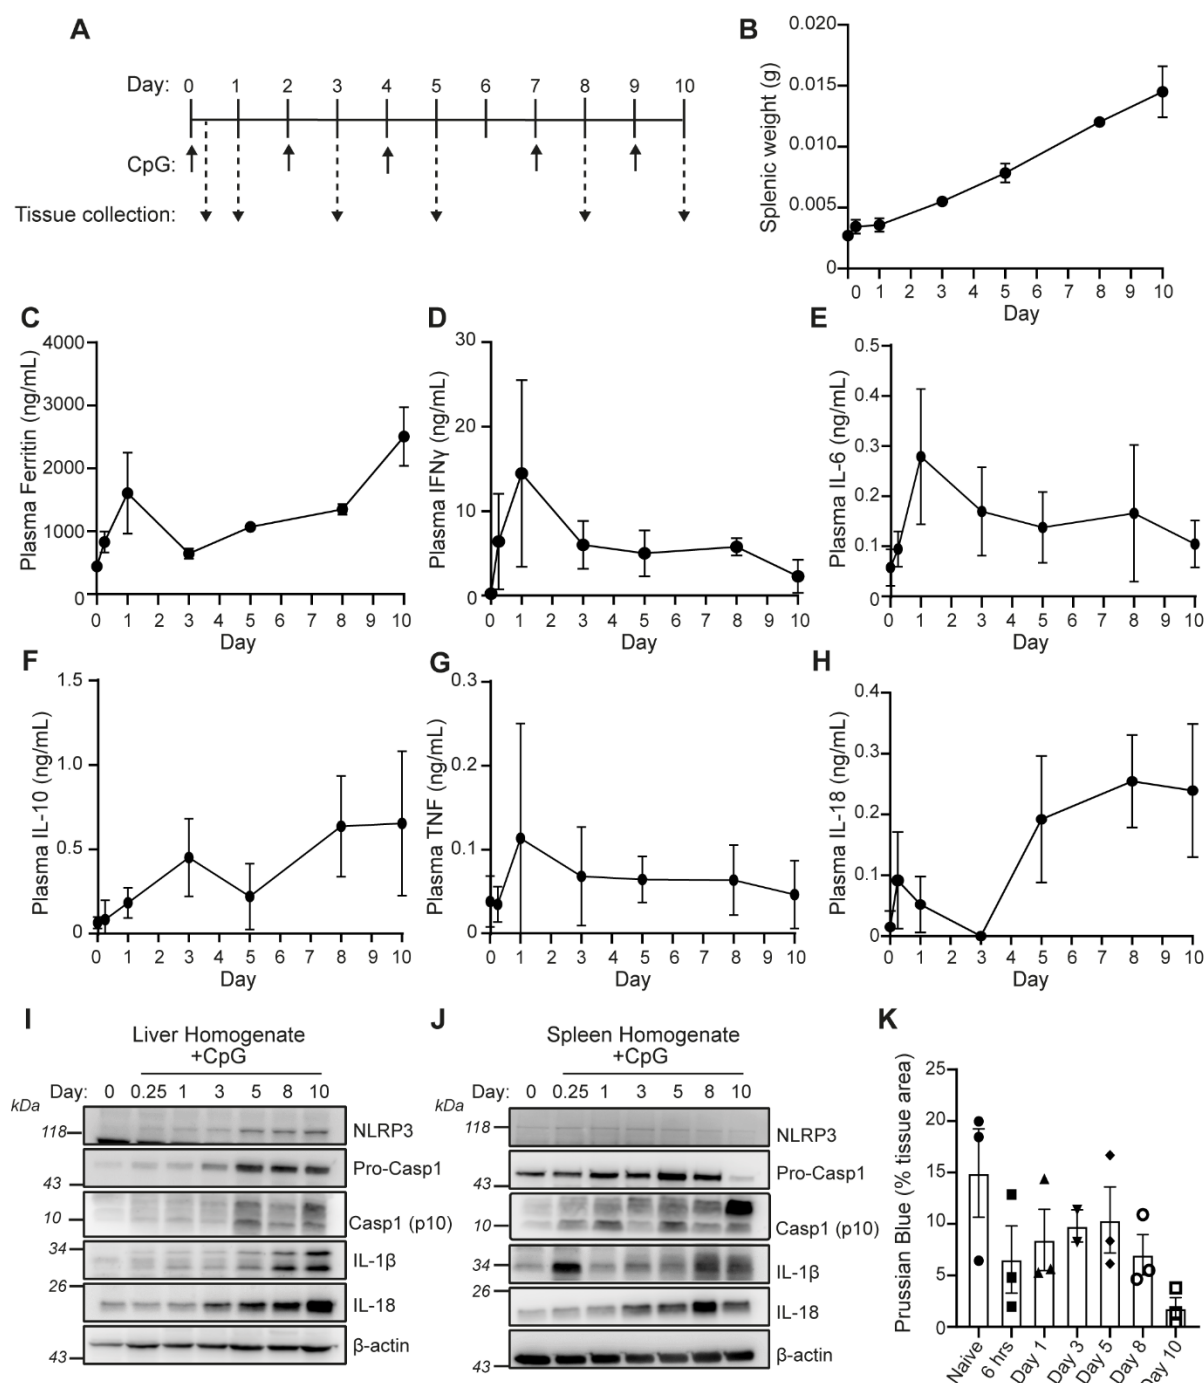 A
Day: 0 1 2 3 4 5 6 7 8 9 10
CpG:
Tissue collection:
B
Splenic weight (g)
0.020
0.015
0.010
0.005
0
0 1 2 3 4 5 6 7 8 9 10
Day
C
Plasma Ferritin (ng/mL)
4000
3000
2000
1000
0
0 1 2 3 4 5 6 7 8 9 10
Day
D
Plasma IFNγ (ng/mL)
30
20
10
0
0 1 2 3 4 5 6 7 8 9 10
Day
E
Plasma IL-6 (ng/mL)
0.5
0.4
0.3
0.2
0.1
0
0 1 2 3 4 5 6 7 8 9 10
Day
F
Plasma IL-10 (ng/mL)
1.5
1.0
0.5
0
0 1 2 3 4 5 6 7 8 9 10
Day
G
Plasma TNF (ng/mL)
0.3
0.2
0.1
0
0 1 2 3 4 5 6 7 8 9 10
Day
H
Plasma IL-18 (ng/mL)
0.4
0.3
0.2
0.1
0
0 1 2 3 4 5 6 7 8 9 10
Day
I
Liver Homogenate
+CpG
Day: 0 0.25 1 3 5 8 10
kDa
118 NLRP3
Pro-Casp1
43
10 Casp1 (p10)
34
IL-1β
26
IL-18
β-actin
43
J
Spleen Homogenate
+CpG
Day: 0 0.25 1 3 5 8 10
kDa
118
NLRP3
Pro-Casp1
43
10 Casp1 (p10)
34
IL-1β
26
IL-18
β-actin
43
K
Prussian Blue (% tissue area)
25
20
15
10
5
0
Naive 6 hrs Day 1 Day 3 Day 5 Day 8 Day 10